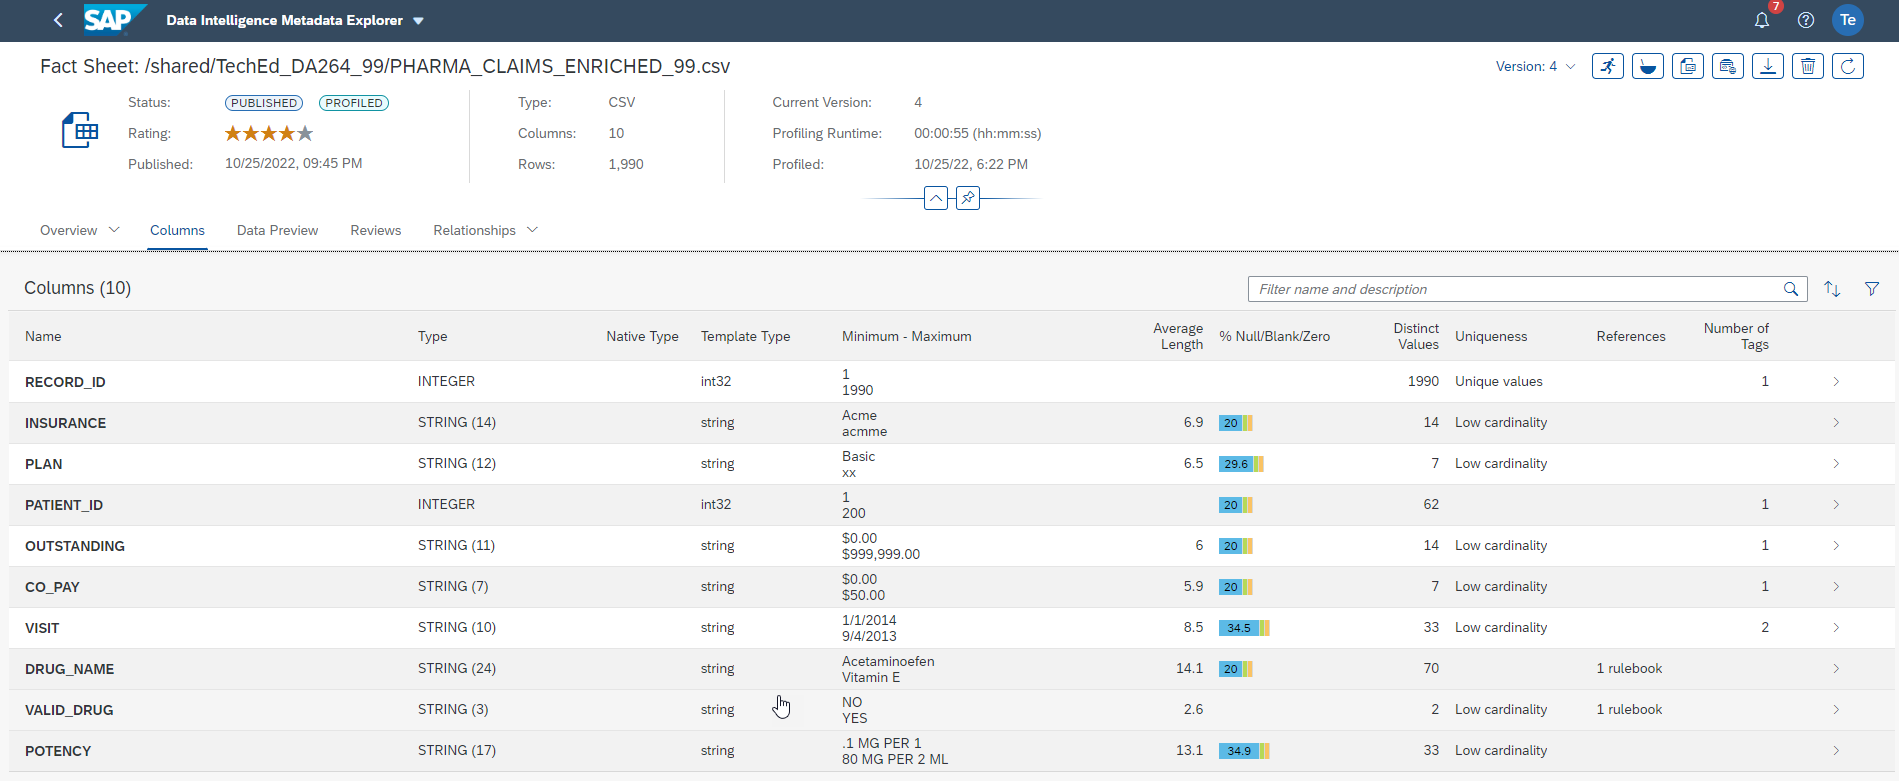 SAP Data Intelligence Metadata Explorer 7 Te
Fact Sheet: /shared/TechEd_DA264_99/PHARMA_CLAIMS_ENRICHED_99.csv Version: 4
Status: PUBLISHED PROFILED Type: CSV Current Version: 4
Rating: Columns: 10 Profiling Runtime: 00:00:55 (hh:mm:ss)
Published: 10/25/2022, 09:45 PM Rows: 1,990 Profiled: 10/25/22, 6:22 PM
Overview Columns Data Preview Reviews Relationships
Columns (10) Filter name and description
Name Type Native Type Template Type Minimum - Maximum Average Length % Null/Blank/Zero Distinct Values Uniqueness References Number of Tags
RECORD_ID INTEGER int32 1 1990 1990 Unique values 1
INSURANCE STRING (14) string Acme acmme 6.9 20 14 Low cardinality
PLAN STRING (12) string Basic xx 6.5 29.6 7 Low cardinality
PATIENT_ID INTEGER int32 1 200 20 62 1
OUTSTANDING STRING (11) string $0.00 $999,999.00 6 20 14 Low cardinality 1
CO_PAY STRING (7) string $0.00 $50.00 5.9 20 7 Low cardinality 1
VISIT STRING (10) string 1/1/2014 9/4/2013 8.5 34.5 33 Low cardinality 2
DRUG_NAME STRING (24) string Acetaminoefen Vitamin E 14.1 20 70 1 rulebook
VALID_DRUG STRING (3) string NO YES 2.6 2 Low cardinality 1 rulebook
POTENCY STRING (17) string .1 MG PER 1 80 MG PER 2 ML 13.1 34.9 33 Low cardinality